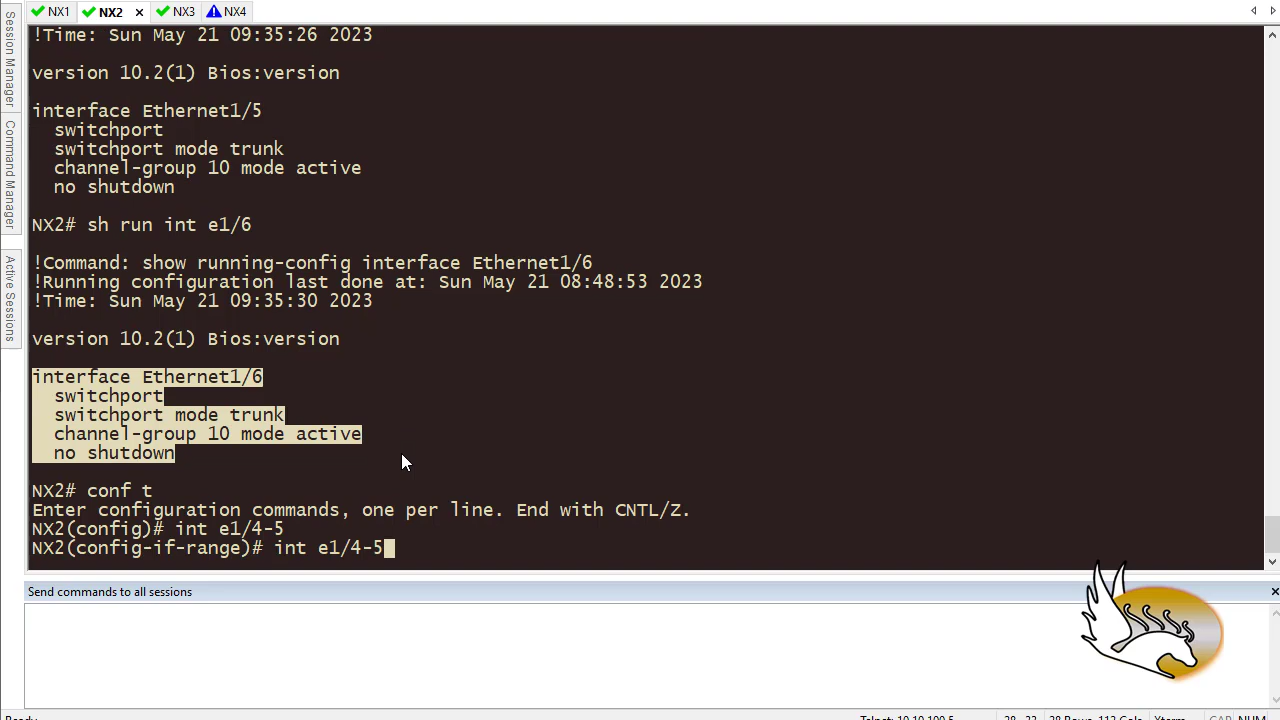 NX1
NX2
NX3
NX4
Session Manager
Command Manager
Active Sessions
!Time: Sun May 21 09:35:26 2023
version 10.2(1) Bios:version
interface Ethernet1/5
  switchport
  switchport mode trunk
  channel-group 10 mode active
  no shutdown
NX2# sh run int e1/6
!Command: show running-config interface Ethernet1/6
!Running configuration last done at: Sun May 21 08:48:53 2023
!Time: Sun May 21 09:35:30 2023
version 10.2(1) Bios:version
interface Ethernet1/6
  switchport
  switchport mode trunk
  channel-group 10 mode active
  no shutdown
NX2# conf t
Enter configuration commands, one per line. End with CNTL/Z.
NX2(config)# int e1/4-5
NX2(config-if-range)# int e1/4-5
Send commands to all sessions